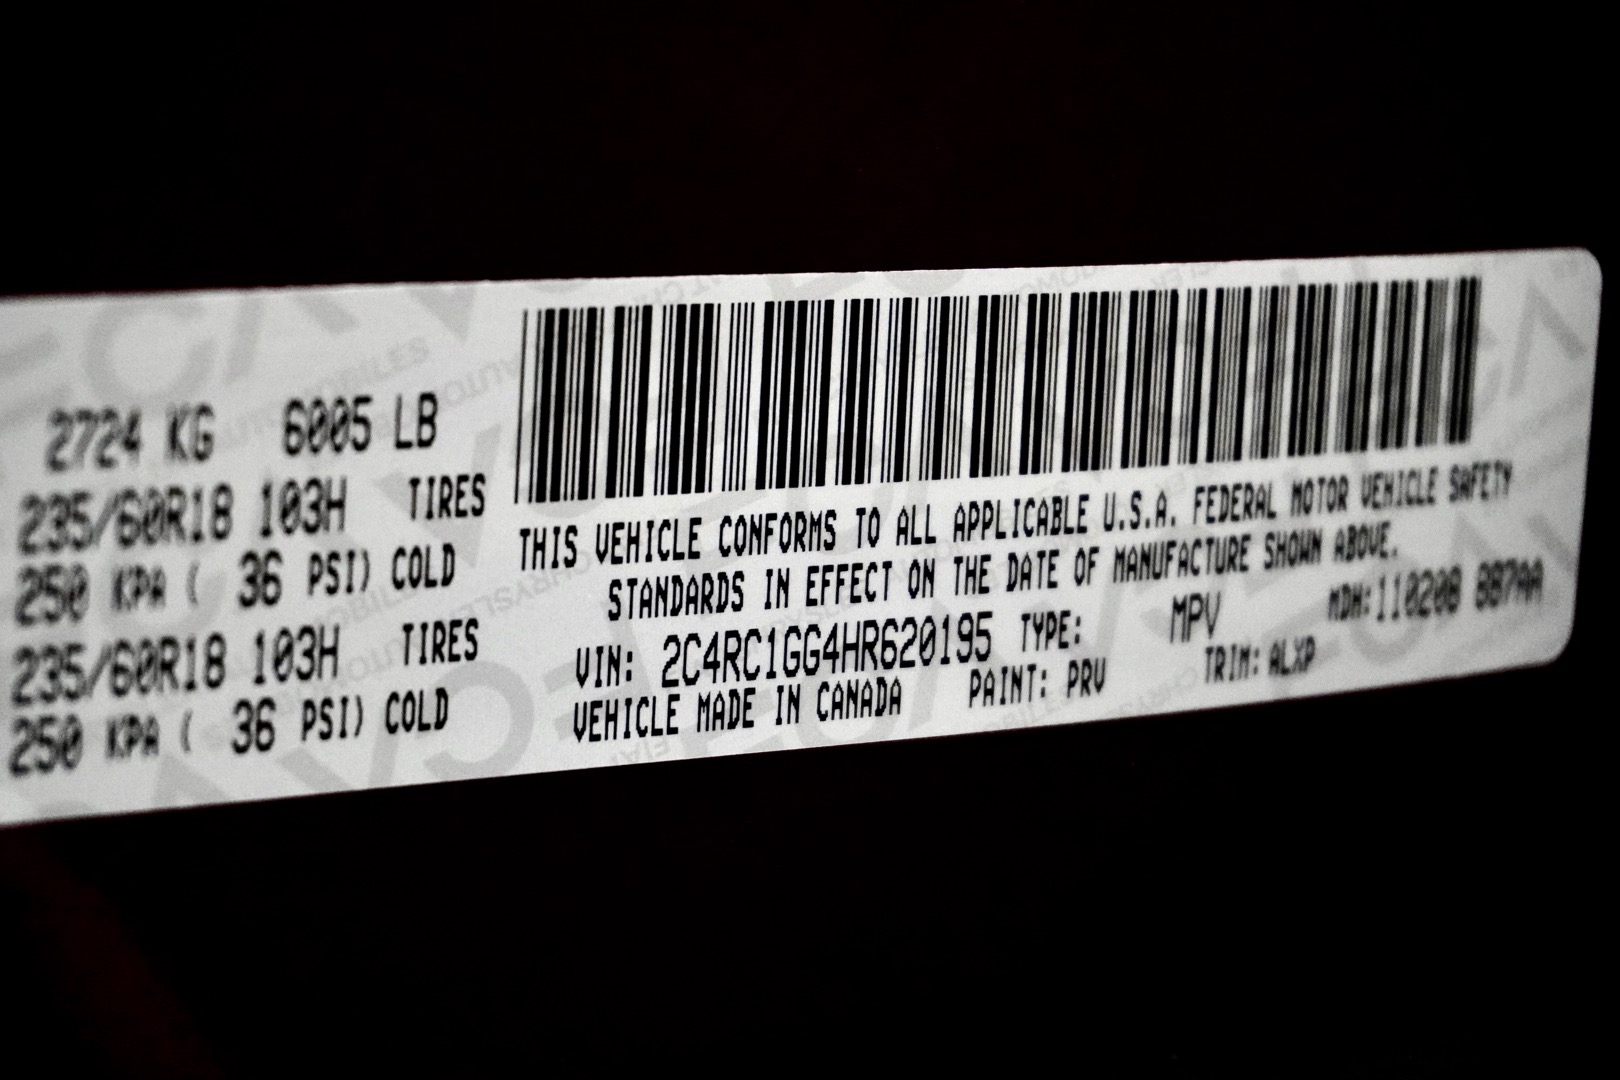 2724 KG 6005 LB
235/60R18 103H TIRES
250 KPA ( 36 PSI) COLD
235/60R18 103H TIRES
250 KPA ( 36 PSI) COLD
THIS VEHICLE CONFORMS TO ALL APPLICABLE U.S.A. FEDERAL MOTOR VEHICLE SAFETY
STANDARDS IN EFFECT ON THE DATE OF MANUFACTURE SHOWN ABOVE.
VIN: 2C4RC1GG4HR620195 TYPE: MPV MDH:110208 BB7AA
VEHICLE MADE IN CANADA PAINT: PRV TRIM: ALXP